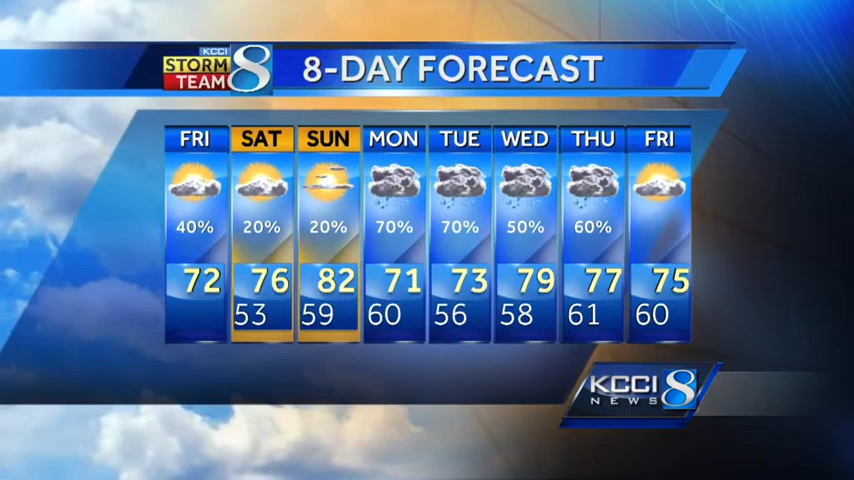 KCCI
STORM
TEAM 8
8-DAY FORECAST
FRI SAT SUN MON TUE WED THU FRI
40% 20% 20% 70% 70% 50% 60%
72 76 82 71 73 79 77 75
53 59 60 56 58 61 60
KCCI 8
NEWS